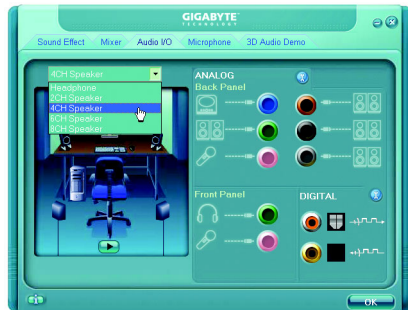 GIGABYTE
TECHNOLOGY
Sound Effect Mixer Audio I/O Microphone 3D Audio Demo
4CH Speaker
Headphone
2CH Speaker
4CH Speaker
6CH Speaker
8CH Speaker
ANALOG
Back Panel
Front Panel
DIGITAL
OK